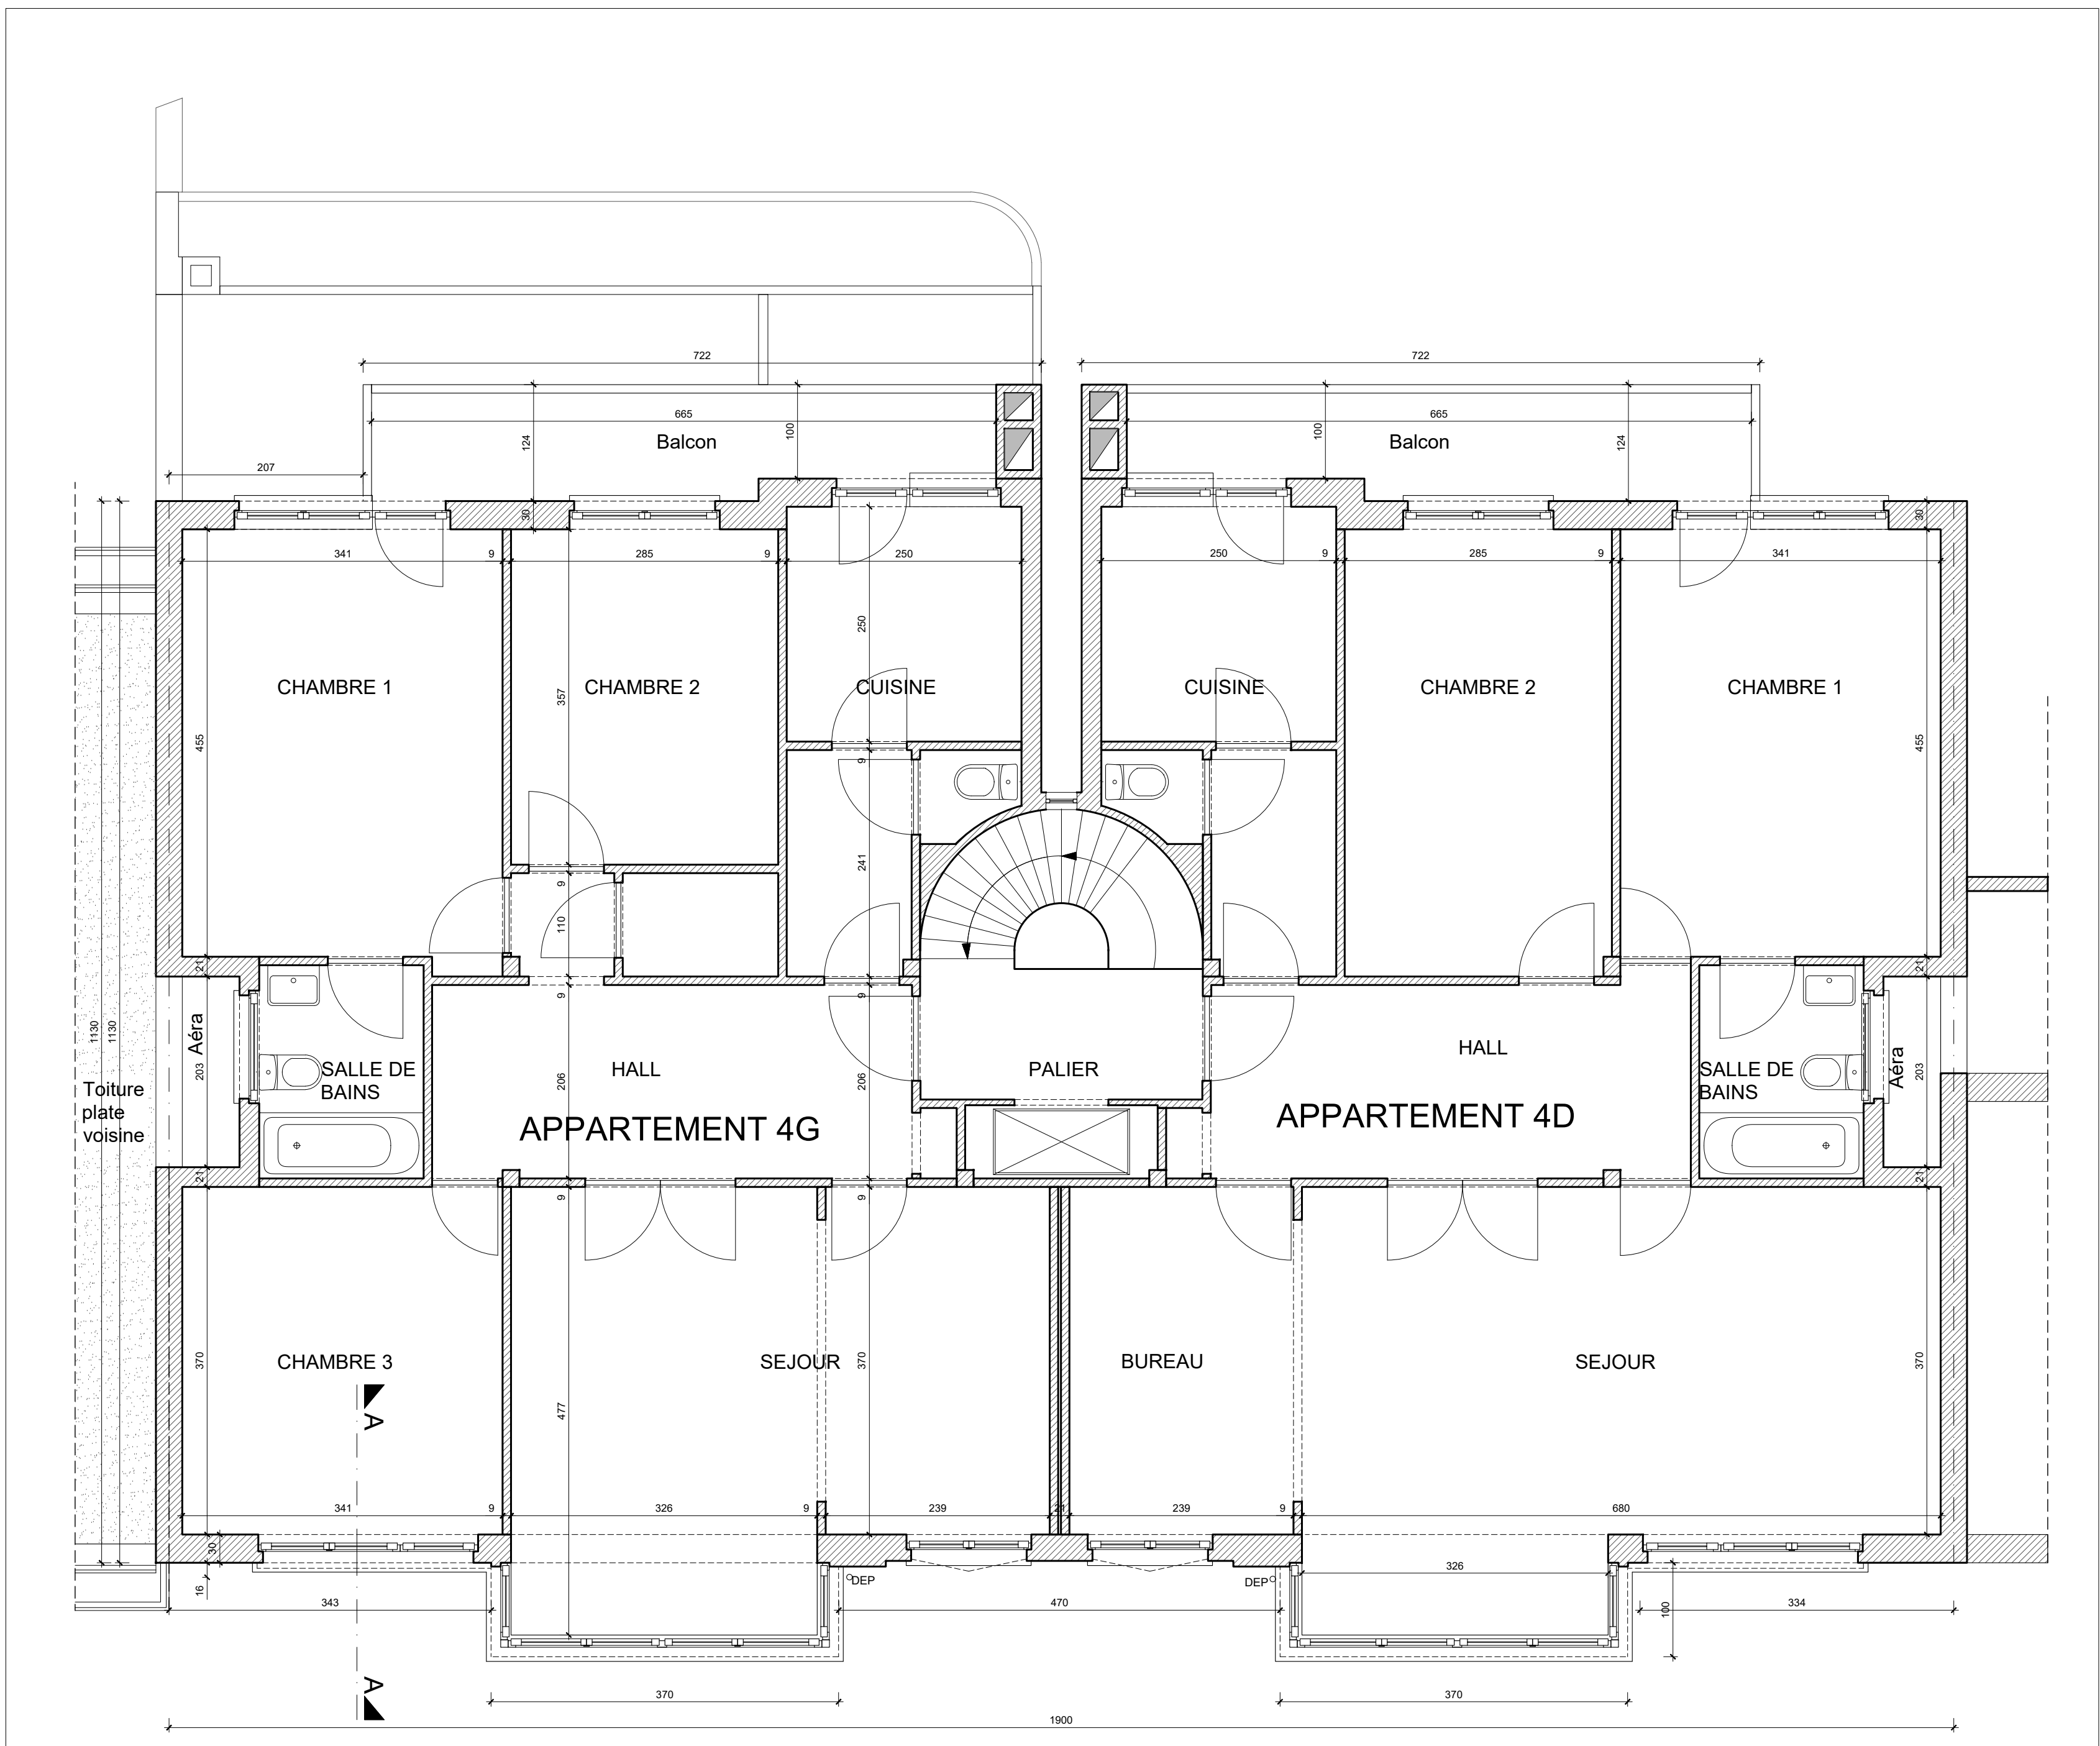 722
722
665
665
124
Balcon
100
100
Balcon
124
207
30
30
341
9
285
9
250
250
9
285
9
341
250
CHAMBRE 1
CHAMBRE 2
CUISINE
CUISINE
CHAMBRE 2
CHAMBRE 1
357
455
455
9
241
9
110
21
21
9
9
1130
1130
Aéra
203
SALLE DE
BAINS
HALL
206
206
PALIER
HALL
SALLE DE
BAINS
Aéra
203
Toiture
plate
voisine
APPARTEMENT 4G
APPARTEMENT 4D
21
21
9
9
CHAMBRE 3
SEJOUR
BUREAU
SEJOUR
370
370
370
A
477
341
9
326
9
239
239
9
680
30
16
DEP
DEP
326
343
470
100
334
A
370
370
1900